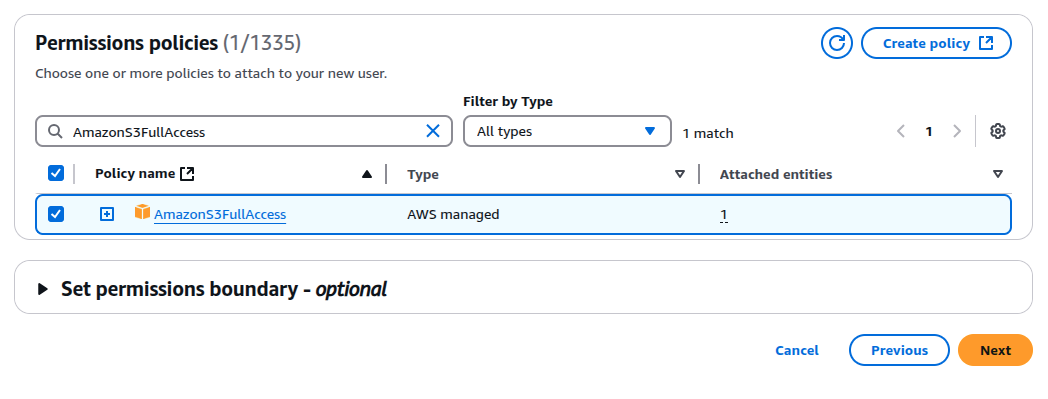 Permissions policies (1/1335)
Create policy
Choose one or more policies to attach to your new user.
Filter by Type
AmazonS3FullAccess
All types
1 match
1
Policy name
Type
Attached entities
AmazonS3FullAccess
AWS managed
1
Set permissions boundary - optional
Cancel
Previous
Next